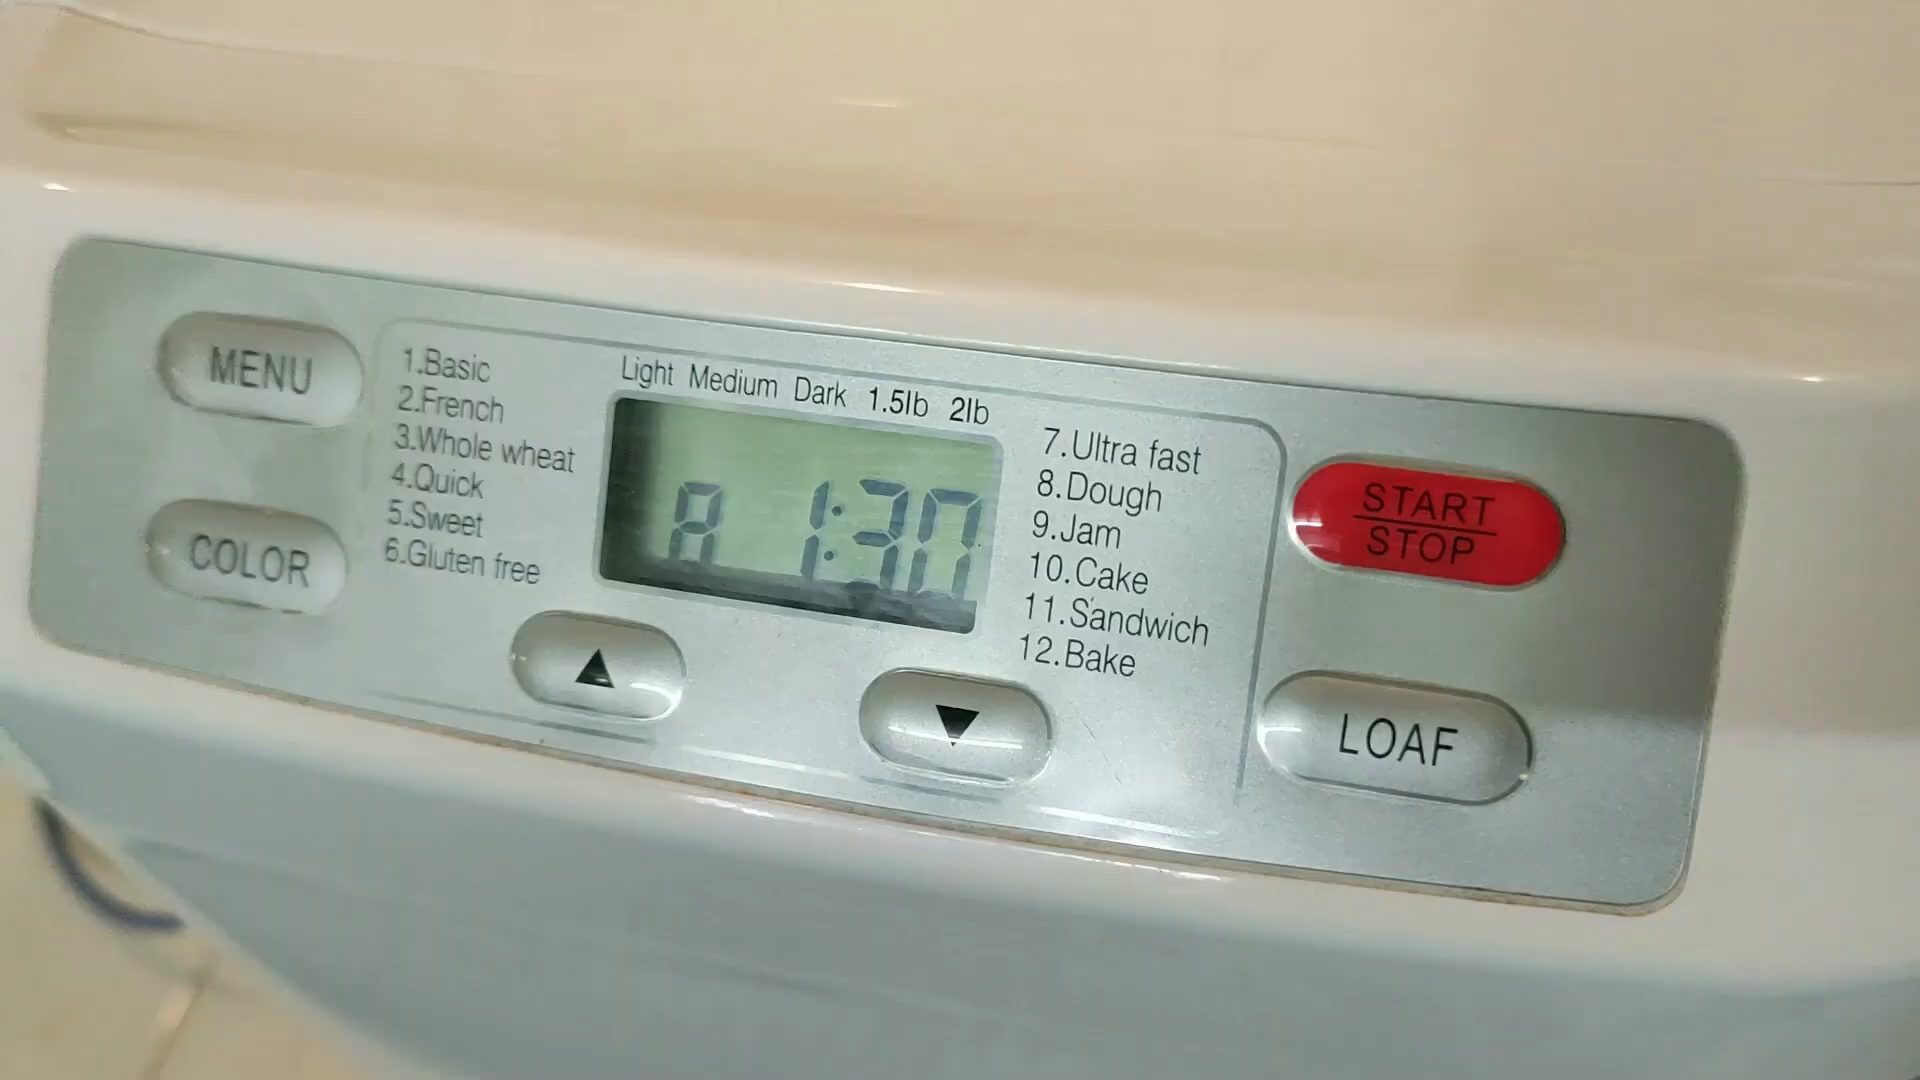 MENU
COLOR
1.Basic
2.French
3.Whole wheat
4.Quick
5.Sweet
6.Gluten free
Light Medium Dark 1.5lb 2lb
8 1:30
7.Ultra fast
8.Dough
9.Jam
10.Cake
11.Sandwich
12.Bake
START
STOP
LOAF